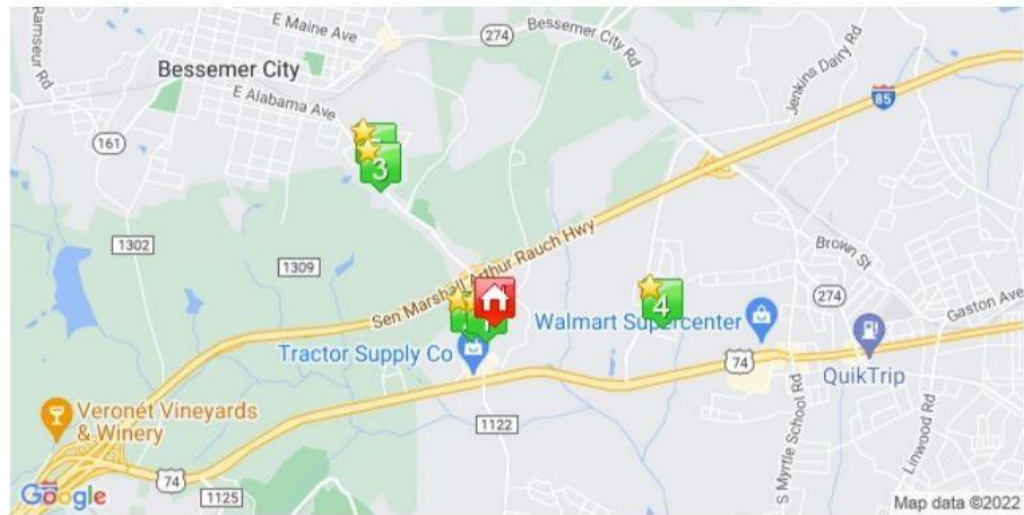 Ramseur Rd
E Maine Ave
274
Bessemer City Rd
Jenkins Dairy Rd
Bessemer City
E Alabama Ave
85
161
3
Sen Marshall Arthur Rauch Hwy
1302
1309
Brown St
4
274
Gaston Ave
Walmart Supercenter
Tractor Supply Co
74
QuikTrip
Veronét Vineyards
& Winery
1122
S Myrtle School Rd
Linwood Rd
74
1125
Google
Map data ©2022